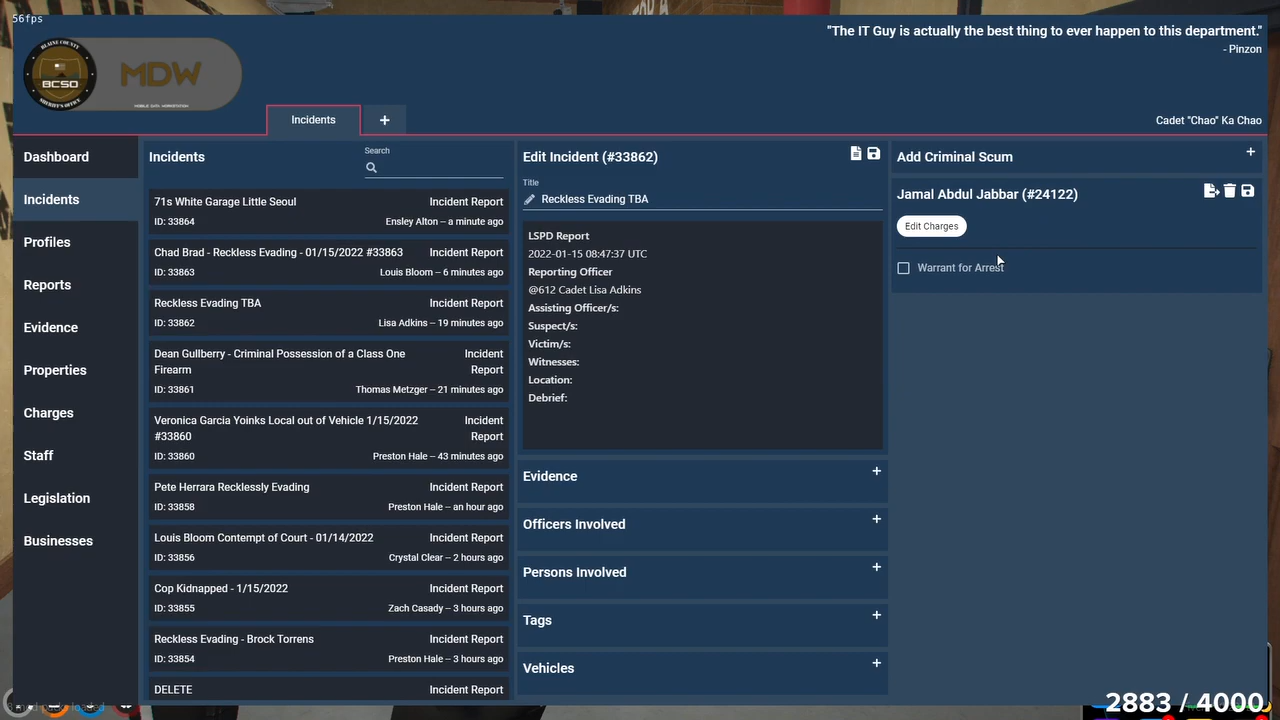 56fps
"The IT Guy is actually the best thing to ever happen to this department."
- Pinzon
BLAINE COUNTY
BCSO
SHERIFF'S OFFICE
MDW
MOBILE DATA WORKSTATION
Incidents
+
Cadet "Chao" Ka Chao
Dashboard
Incidents
Profiles
Reports
Evidence
Properties
Charges
Staff
Legislation
Businesses
Incidents
Search
71s White Garage Little Seoul Incident Report
ID: 33864 Ensley Alton – a minute ago
Chad Brad - Reckless Evading - 01/15/2022 #33863 Incident Report
ID: 33863 Louis Bloom – 6 minutes ago
Reckless Evading TBA Incident Report
ID: 33862 Lisa Adkins – 19 minutes ago
Dean Gullberry - Criminal Possession of a Class One Incident
Firearm Report
ID: 33861 Thomas Metzger – 21 minutes ago
Veronica Garcia Yoinks Local out of Vehicle 1/15/2022 Incident
#33860 Report
ID: 33860 Preston Hale – 43 minutes ago
Pete Herrara Recklessly Evading Incident Report
ID: 33858 Preston Hale – an hour ago
Louis Bloom Contempt of Court - 01/14/2022 Incident Report
ID: 33856 Crystal Clear – 2 hours ago
Cop Kidnapped - 1/15/2022 Incident Report
ID: 33855 Zach Casady – 3 hours ago
Reckless Evading - Brock Torrens Incident Report
ID: 33854 Preston Hale – 3 hours ago
DELETE Incident Report
Edit Incident (#33862)
Title
Reckless Evading TBA
LSPD Report
2022-01-15 08:47:37 UTC
Reporting Officer
@612 Cadet Lisa Adkins
Assisting Officer/s:
Suspect/s:
Victim/s:
Witnesses:
Location:
Debrief:
Evidence +
Officers Involved +
Persons Involved +
Tags +
Vehicles +
Add Criminal Scum +
Jamal Abdul Jabbar (#24122)
Edit Charges
Warrant for Arrest
2883 / 4000